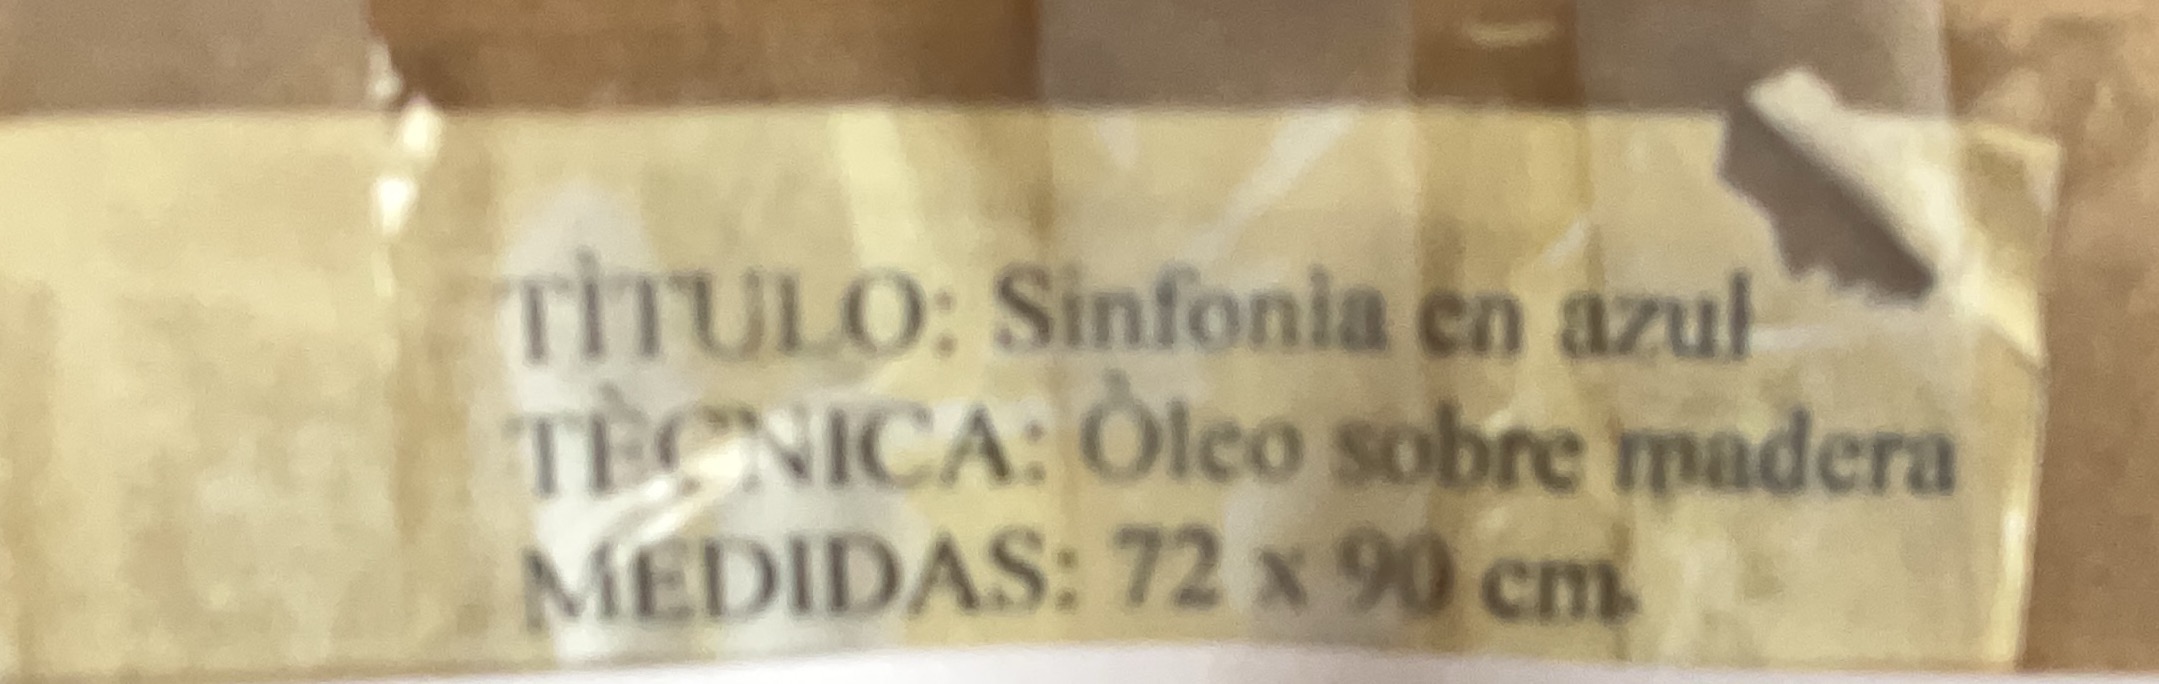 TÌTULO: Sinfonia en azul
TÈCNICA: Òleo sobre madera
MEDIDAS: 72 x 90 cm.